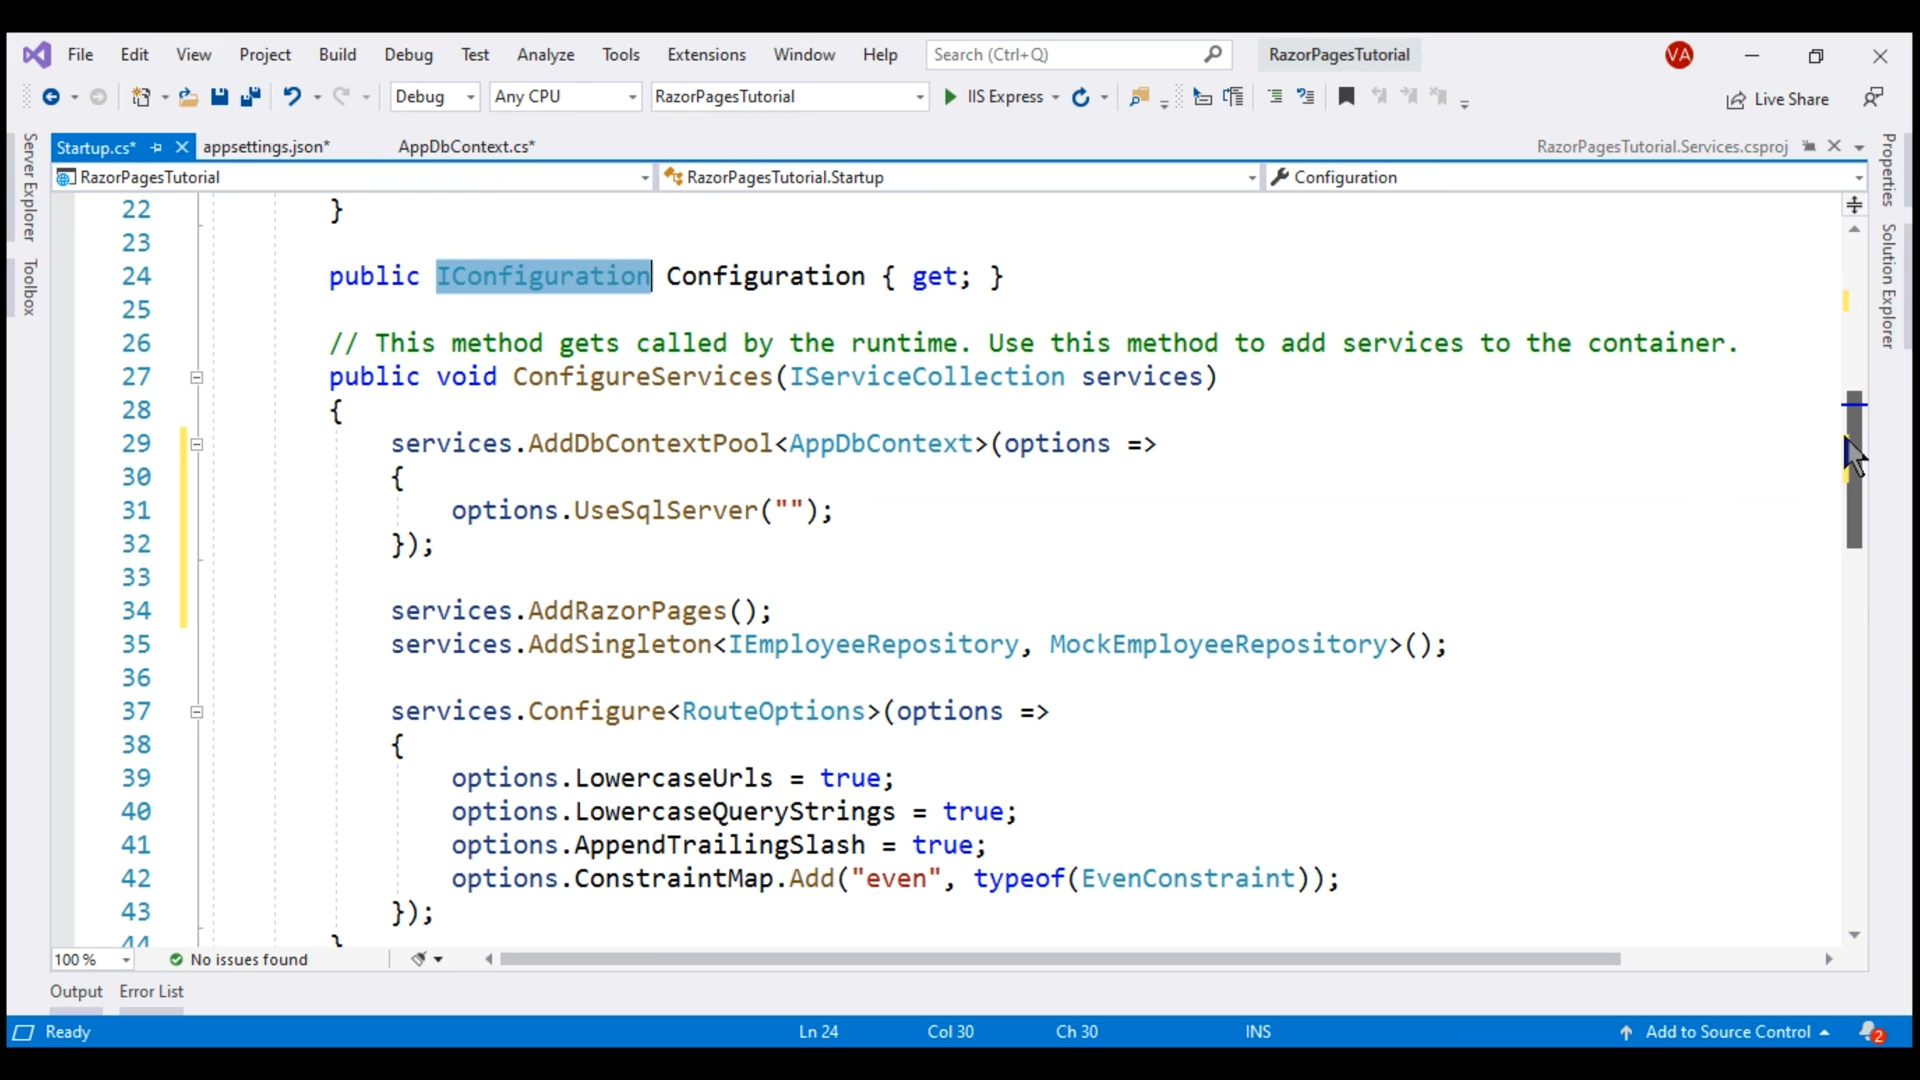 File Edit View Project Build Debug Test Analyze Tools Extensions Window Help Search (Ctrl+Q) RazorPagesTutorial VA
Debug Any CPU RazorPagesTutorial IIS Express Live Share
Startup.cs* appsettings.json* AppDbContext.cs* RazorPagesTutorial.Services.csproj
RazorPagesTutorial RazorPagesTutorial.Startup Configuration
Server Explorer
Toolbox
Properties
Solution Explorer
22 }
23
24 public IConfiguration Configuration { get; }
25
26 // This method gets called by the runtime. Use this method to add services to the container.
27 public void ConfigureServices(IServiceCollection services)
28 {
29 services.AddDbContextPool<AppDbContext>(options =>
30 {
31 options.UseSqlServer("");
32 });
33
34 services.AddRazorPages();
35 services.AddSingleton<IEmployeeRepository, MockEmployeeRepository>();
36
37 services.Configure<RouteOptions>(options =>
38 {
39 options.LowercaseUrls = true;
40 options.LowercaseQueryStrings = true;
41 options.AppendTrailingSlash = true;
42 options.ConstraintMap.Add("even", typeof(EvenConstraint));
43 });
44 }
100 % No issues found
Output Error List
Ready Ln 24 Col 30 Ch 30 INS Add to Source Control 2